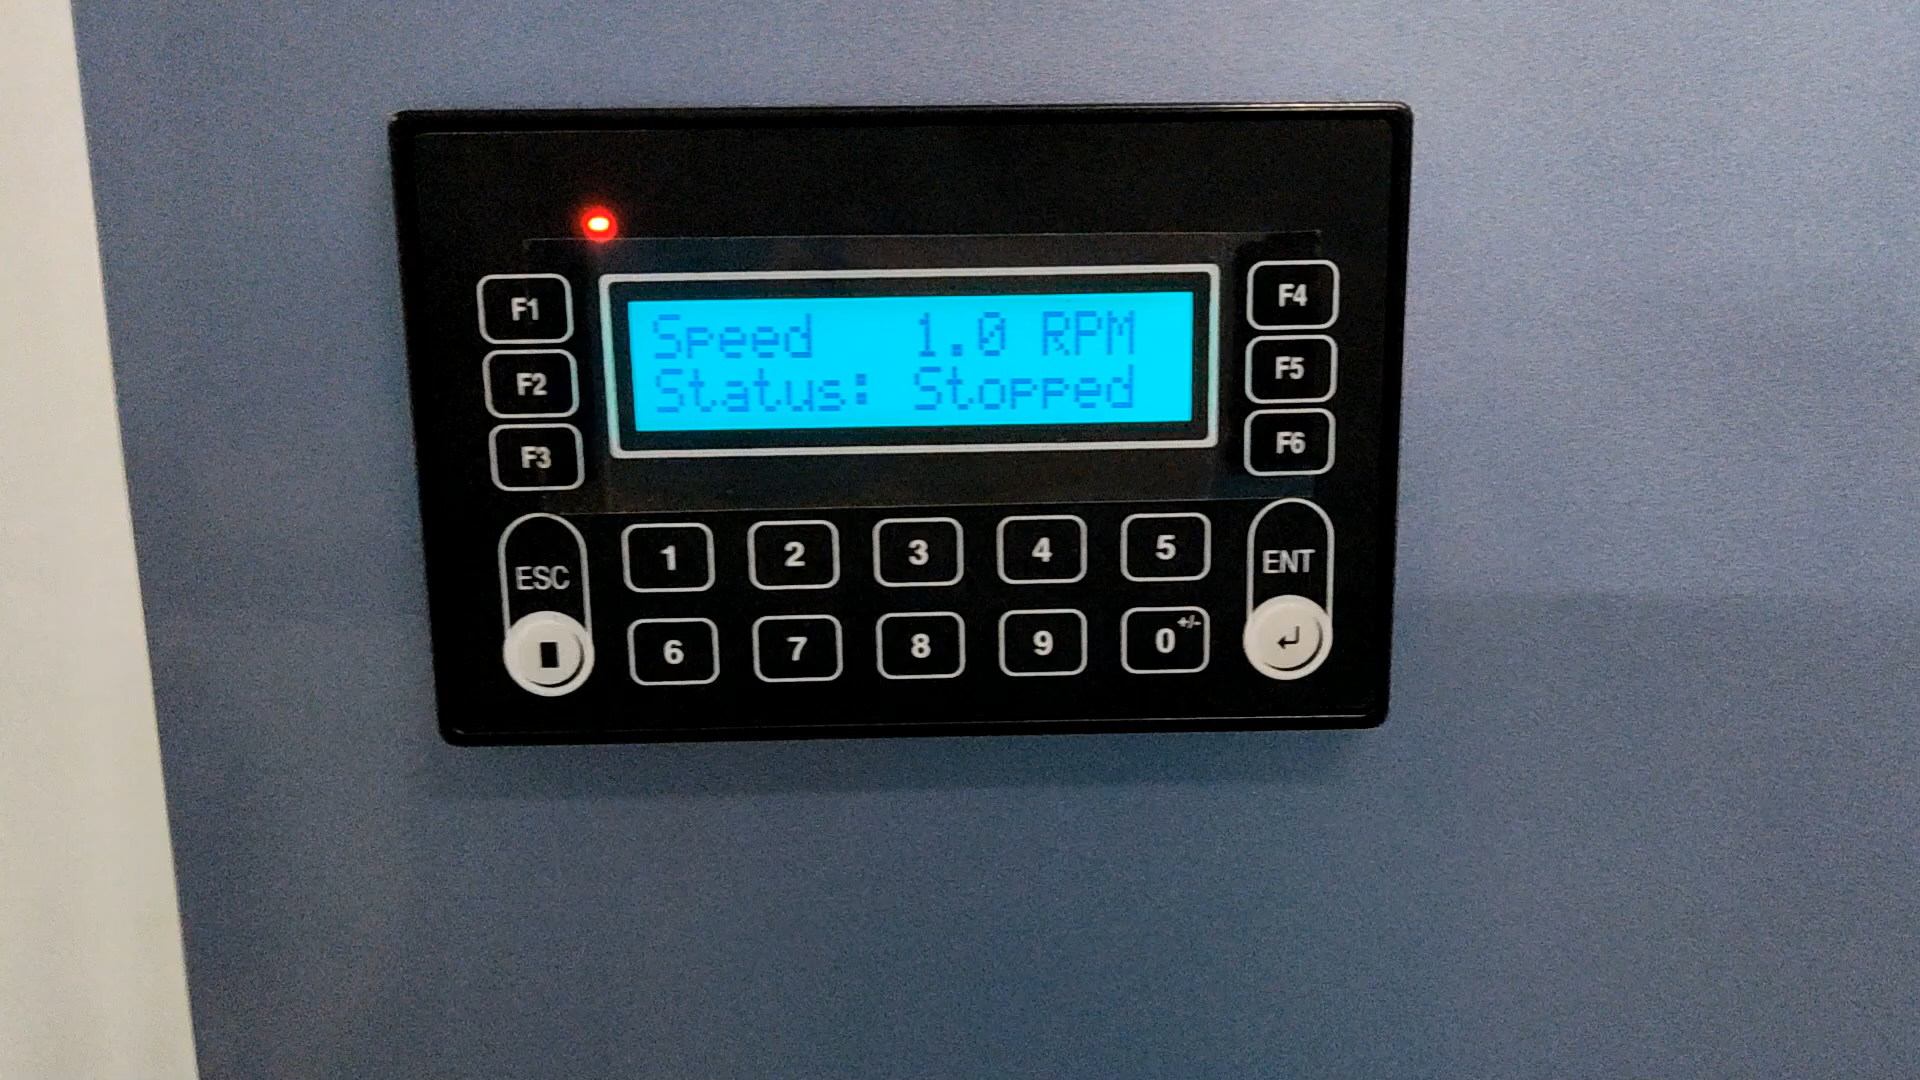 Speed 1.0 RPM
Status: Stopped
F1
F2
F3
F4
F5
F6
ESC
1 2 3 4 5
ENT
6 7 8 9 0 +/-